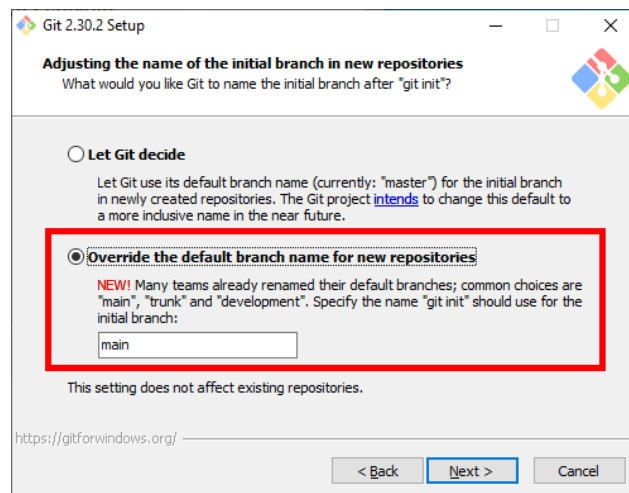 Git 2.30.2 Setup
Adjusting the name of the initial branch in new repositories
What would you like Git to name the initial branch after "git init"?
Let Git decide
Let Git use its default branch name (currently: "master") for the initial branch
in newly created repositories. The Git project intends to change this default to
a more inclusive name in the near future.
Override the default branch name for new repositories
NEW! Many teams already renamed their default branches; common choices are
"main", "trunk" and "development". Specify the name "git init" should use for the
initial branch:
main
This setting does not affect existing repositories.
https://gitforwindows.org/
< Back
Next >
Cancel